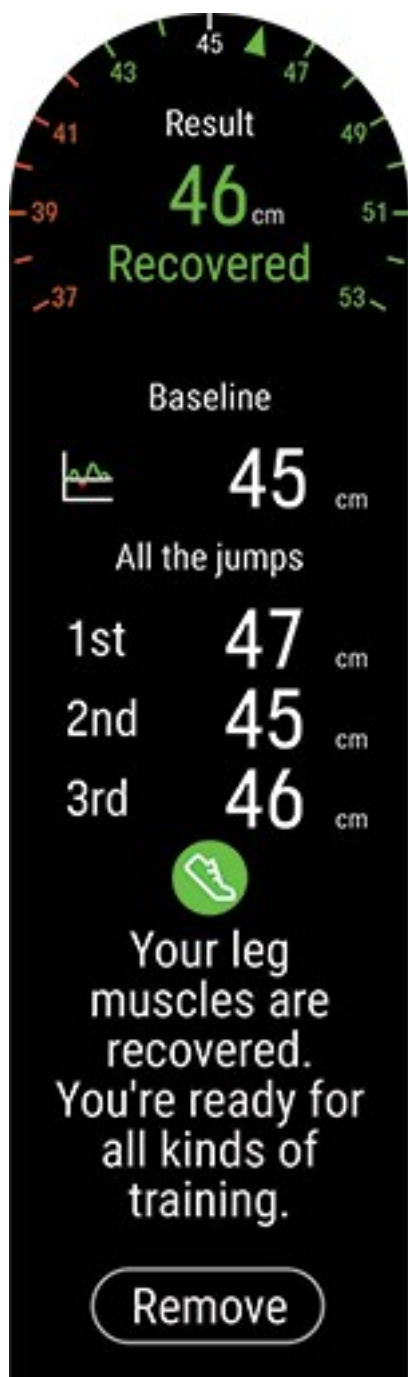 45
43
47
41
49
39
51
37
53
Result
46 cm
Recovered
Baseline
45 cm
All the jumps
1st 47 cm
2nd 45 cm
3rd 46 cm
Your leg
muscles are
recovered.
You're ready for
all kinds of
training.
Remove